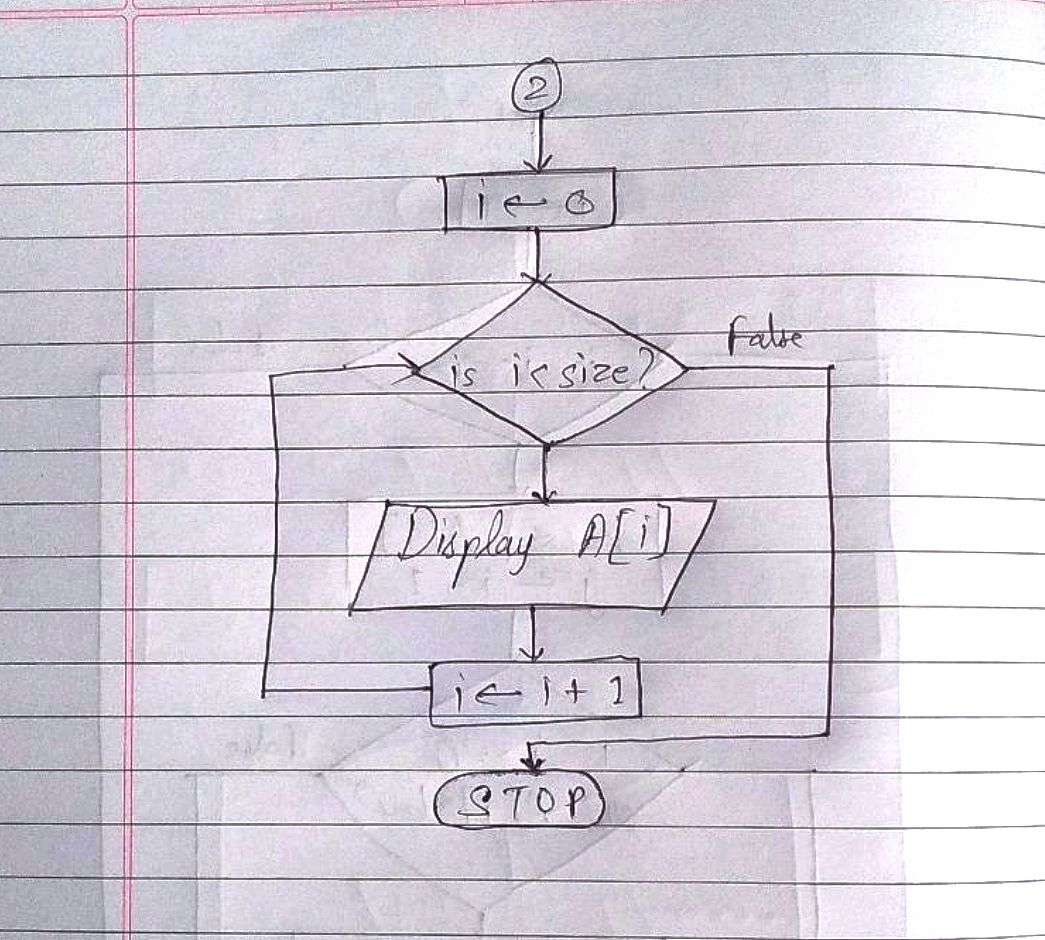 2
i ← 0
False
is i < size?
Display A[i]
i ← i + 1
STOP